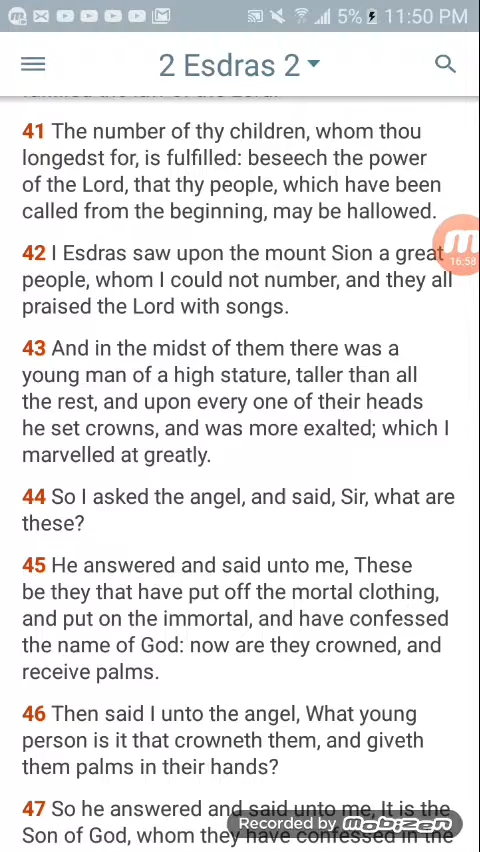 5% 11:50 PM
2 Esdras 2
fulfilled the law of the Lord.
41 The number of thy children, whom thou
longedst for, is fulfilled: beseech the power
of the Lord, that thy people, which have been
called from the beginning, may be hallowed.
42 I Esdras saw upon the mount Sion a great
people, whom I could not number, and they all
praised the Lord with songs.
16:58
43 And in the midst of them there was a
young man of a high stature, taller than all
the rest, and upon every one of their heads
he set crowns, and was more exalted; which I
marvelled at greatly.
44 So I asked the angel, and said, Sir, what are
these?
45 He answered and said unto me, These
be they that have put off the mortal clothing,
and put on the immortal, and have confessed
the name of God: now are they crowned, and
receive palms.
46 Then said I unto the angel, What young
person is it that crowneth them, and giveth
them palms in their hands?
47 So he answered and said unto me, It is the
Son of God, whom they have confessed in the
Recorded by Mobizen